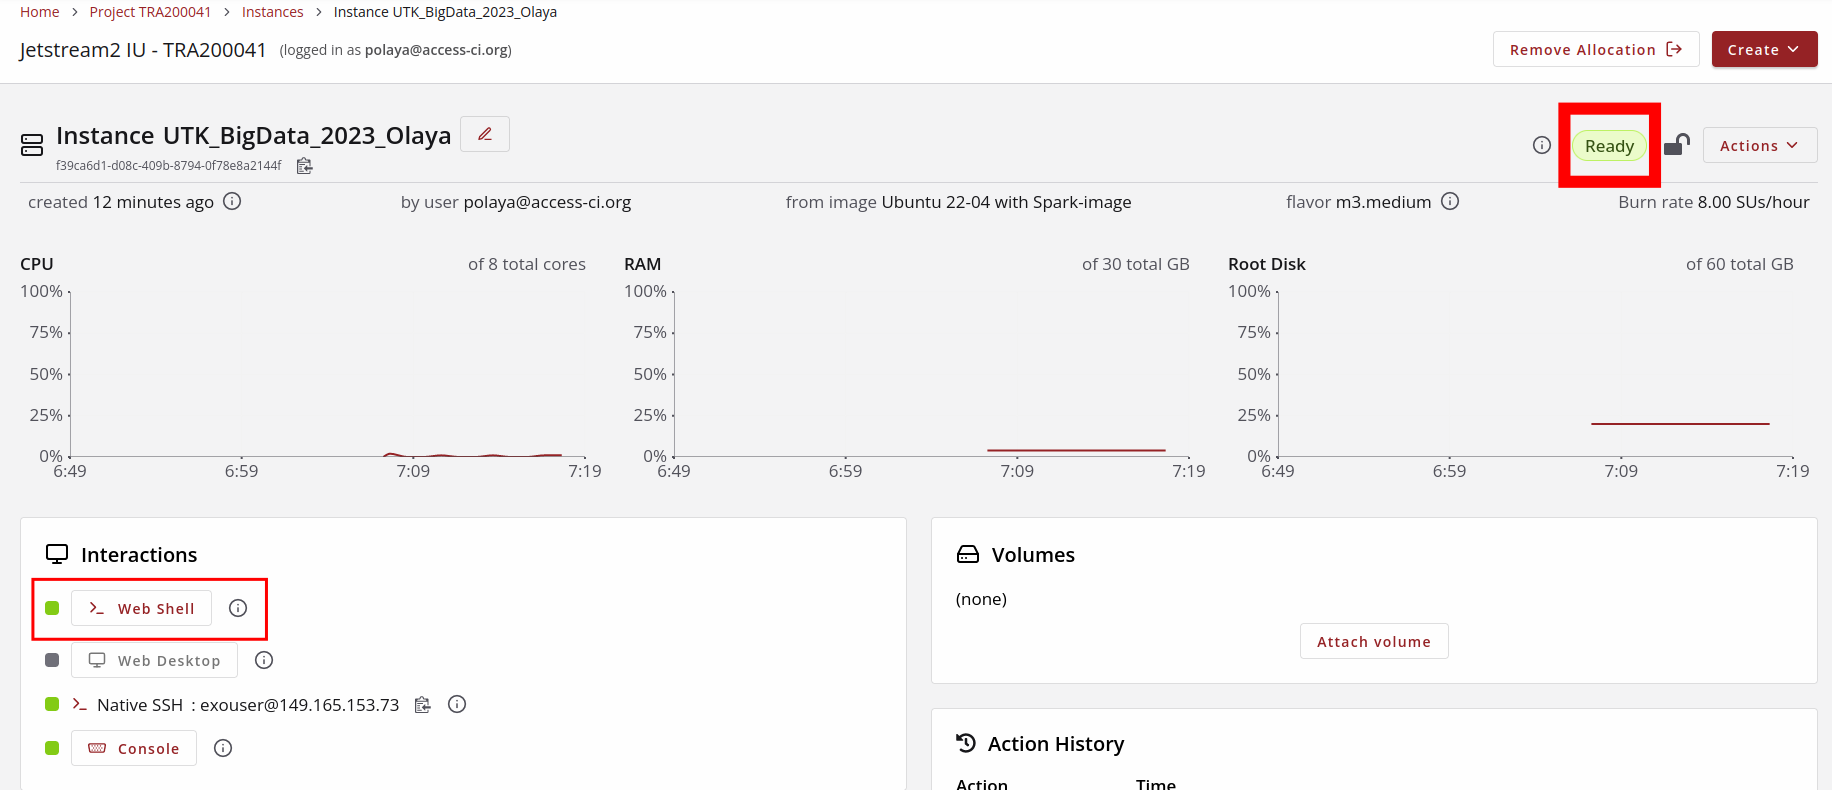 Home > Project TRA200041 > Instances > Instance UTK_BigData_2023_Olaya
Jetstream2 IU - TRA200041 (logged in as polaya@access-ci.org)
Remove Allocation
Create
Instance UTK_BigData_2023_Olaya
Ready
Actions
f39ca6d1-d08c-409b-8794-0f78e8a2144f
created 12 minutes ago
by user polaya@access-ci.org
from image Ubuntu 22-04 with Spark-image
flavor m3.medium
Burn rate 8.00 SUs/hour
CPU
of 8 total cores
100%
75%
50%
25%
0%
6:49 6:59 7:09 7:19
RAM
of 30 total GB
100%
75%
50%
25%
0%
6:49 6:59 7:09 7:19
Root Disk
of 60 total GB
100%
75%
50%
25%
0%
6:49 6:59 7:09 7:19
Interactions
Web Shell
Web Desktop
Native SSH : exouser@149.165.153.73
Console
Volumes
(none)
Attach volume
Action History
Action Time